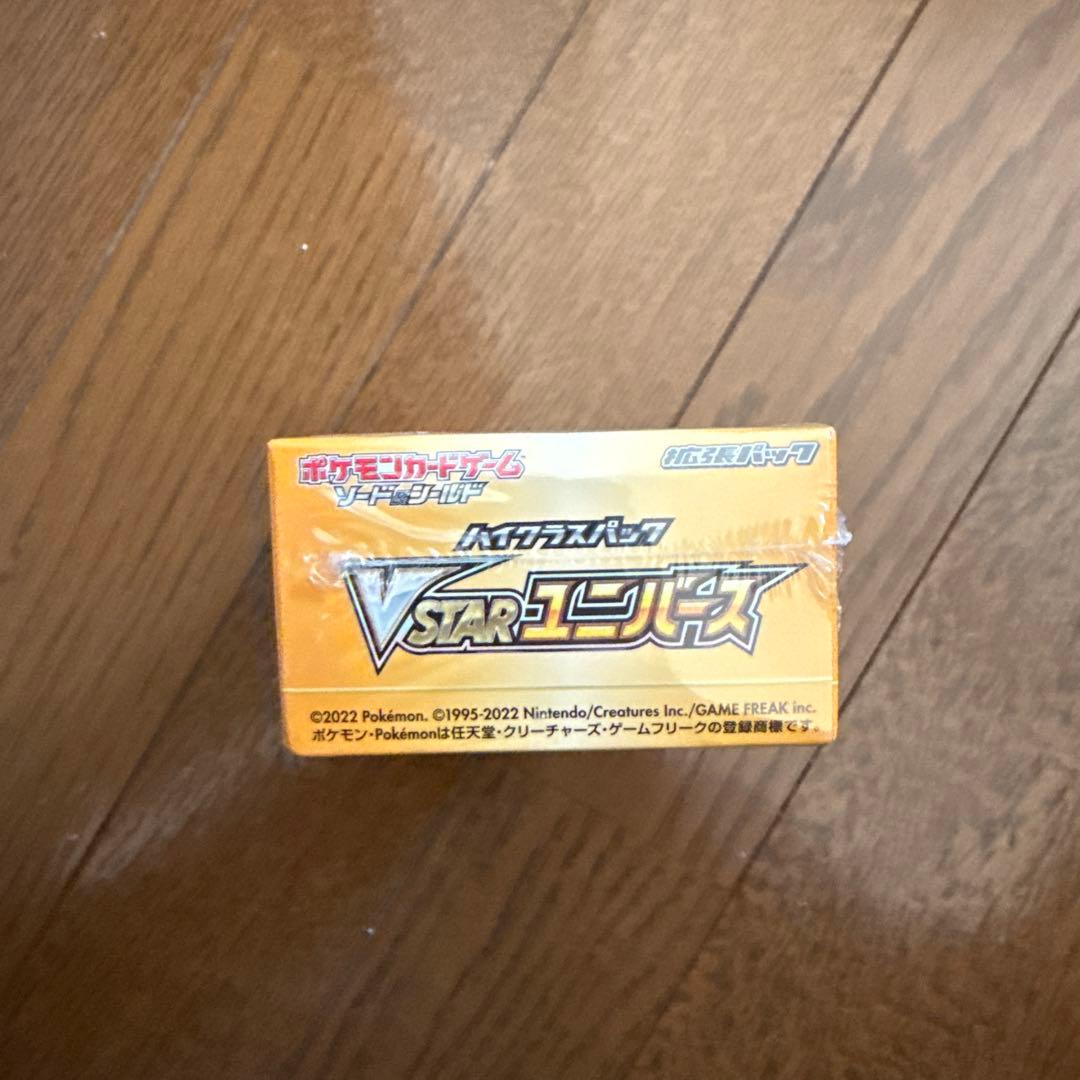 ポケモンカードゲーム
ソード&シールド
拡張パック
ハイクラスパック
VSTARユニバース
©2022 Pokémon. ©1995-2022 Nintendo/Creatures Inc./GAME FREAK inc.
ポケモン・Pokémonは任天堂・クリーチャーズ・ゲームフリークの登録商標です。